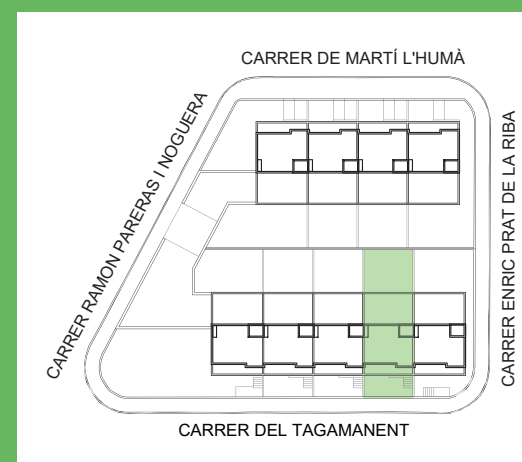 CARRER DE MARTÍ L'HUMÀ
CARRER RAMON PARERAS I NOGUERA
CARRER ENRIC PRAT DE LA RIBA
CARRER DEL TAGAMANENT